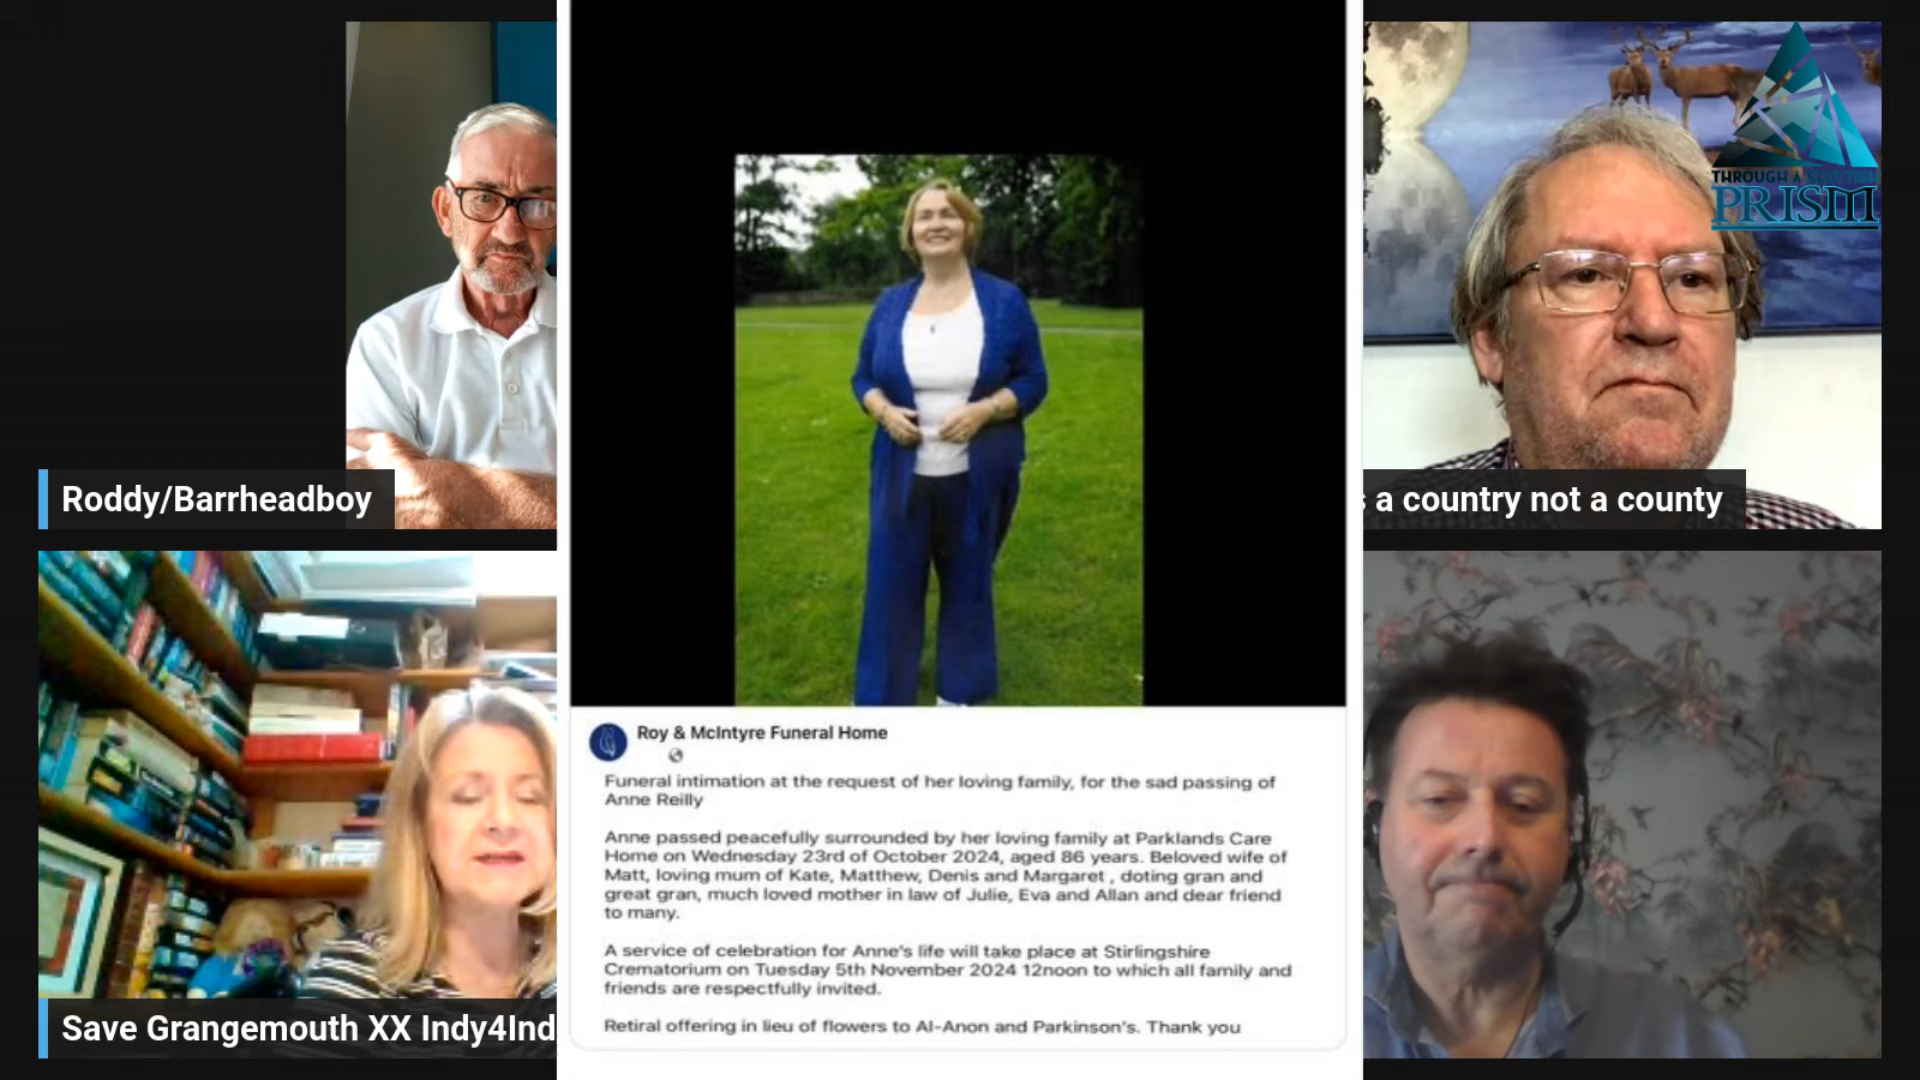 THROUGH A SCOTTISH
PRISM
Roddy/Barrheadboy
a country not a county
Roy & McIntyre Funeral Home
Funeral intimation at the request of her loving family, for the sad passing of
Anne Reilly
Anne passed peacefully surrounded by her loving family at Parklands Care
Home on Wednesday 23rd of October 2024, aged 86 years. Beloved wife of
Matt, loving mum of Kate, Matthew, Denis and Margaret , doting gran and
great gran, much loved mother in law of Julie, Eva and Allan and dear friend
to many.
A service of celebration for Anne's life will take place at Stirlingshire
Crematorium on Tuesday 5th November 2024 12noon to which all family and
friends are respectfully invited.
Retiral offering in lieu of flowers to Al-Anon and Parkinson's. Thank you
Save Grangemouth XX Indy4Ind